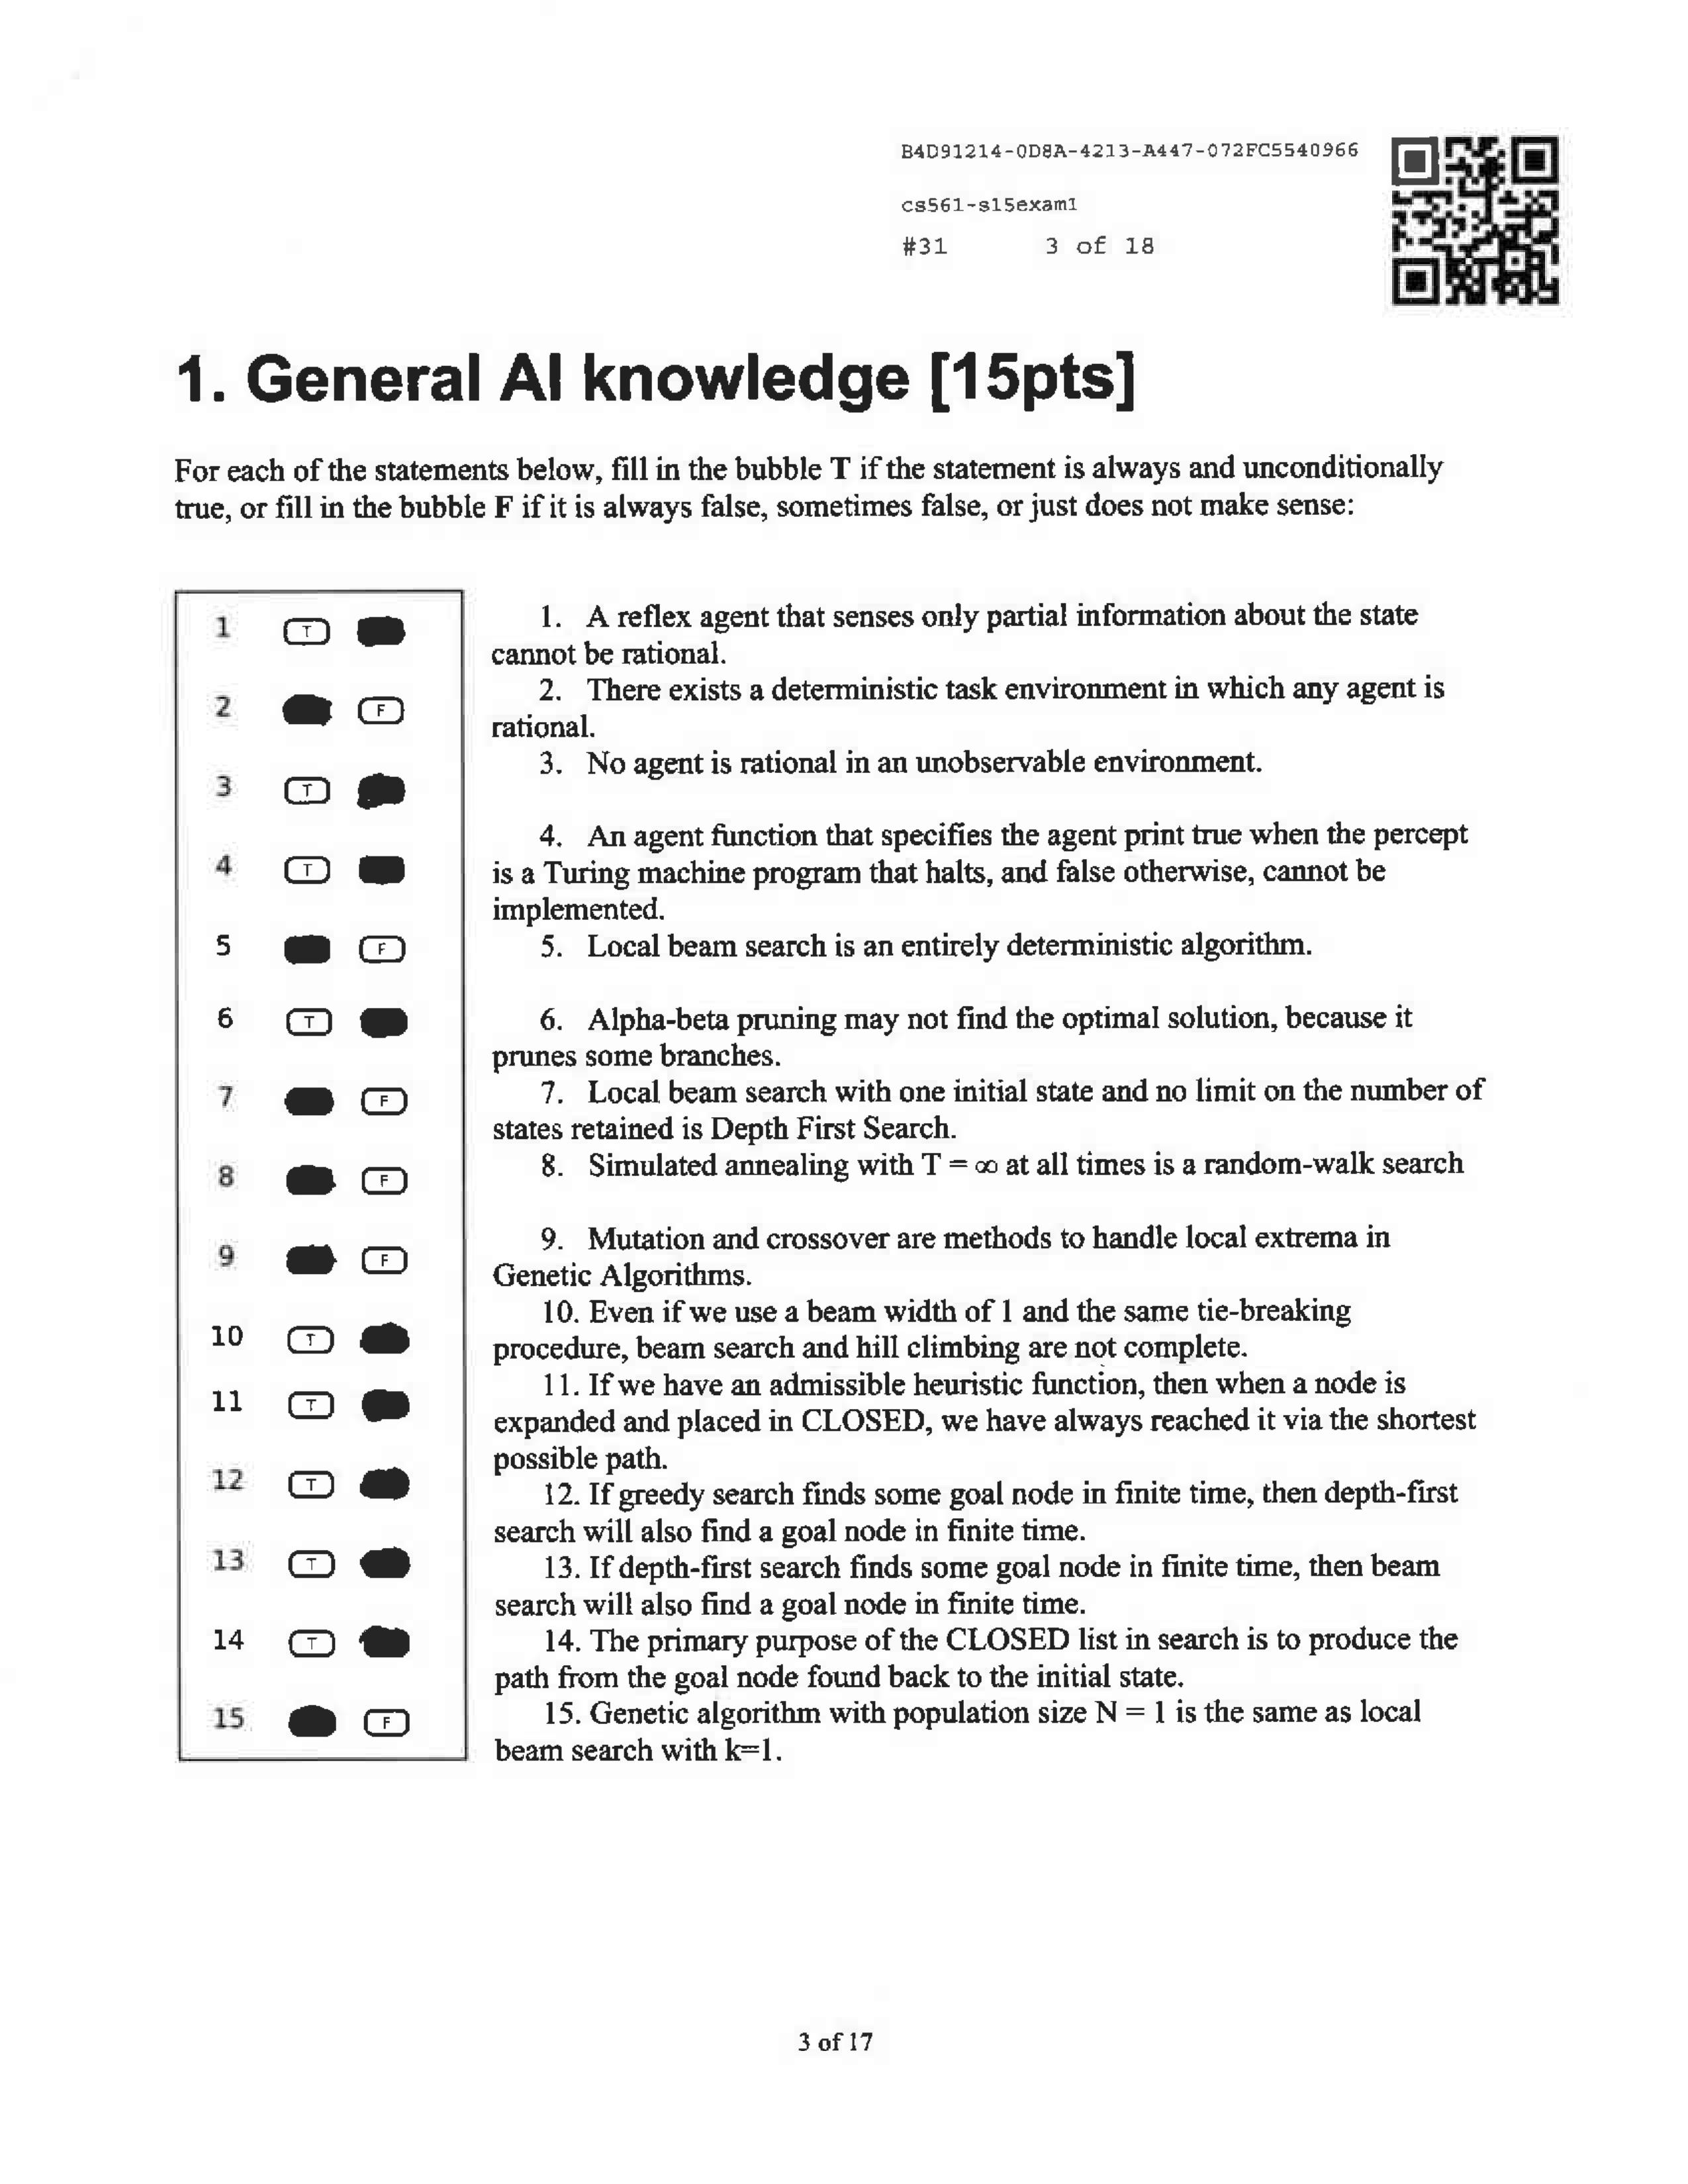 B4D91214-0D8A-4213-A447-072FC5540966
cs561-s15exam1
#31 3 of 18
1. General AI knowledge [15pts]
For each of the statements below, fill in the bubble T if the statement is always and unconditionally
true, or fill in the bubble F if it is always false, sometimes false, or just does not make sense:
1 T
2 F
3 T
4 T
5 F
6 T
7 F
8 F
9 F
10 T
11 T
12 T
13 T
14 T
15 F
1. A reflex agent that senses only partial information about the state
cannot be rational.
2. There exists a deterministic task environment in which any agent is
rational.
3. No agent is rational in an unobservable environment.
4. An agent function that specifies the agent print true when the percept
is a Turing machine program that halts, and false otherwise, cannot be
implemented.
5. Local beam search is an entirely deterministic algorithm.
6. Alpha-beta pruning may not find the optimal solution, because it
prunes some branches.
7. Local beam search with one initial state and no limit on the number of
states retained is Depth First Search.
8. Simulated annealing with T = ∞ at all times is a random-walk search
9. Mutation and crossover are methods to handle local extrema in
Genetic Algorithms.
10. Even if we use a beam width of 1 and the same tie-breaking
procedure, beam search and hill climbing are not complete.
11. If we have an admissible heuristic function, then when a node is
expanded and placed in CLOSED, we have always reached it via the shortest
possible path.
12. If greedy search finds some goal node in finite time, then depth-first
search will also find a goal node in finite time.
13. If depth-first search finds some goal node in finite time, then beam
search will also find a goal node in finite time.
14. The primary purpose of the CLOSED list in search is to produce the
path from the goal node found back to the initial state.
15. Genetic algorithm with population size N = 1 is the same as local
beam search with k=1.
3 of 17